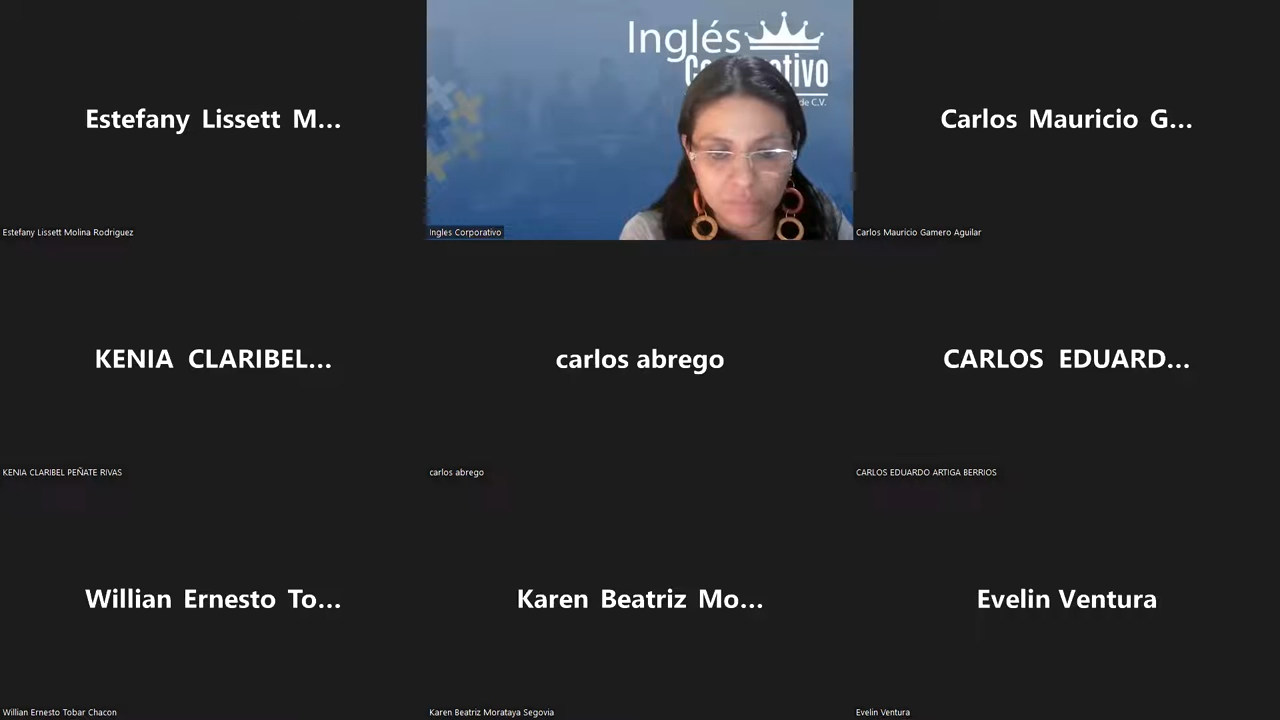 Estefany Lissett M...
Estefany Lissett Molina Rodriguez
Inglés
de C.V.
Ingles Corporativo
Carlos Mauricio G...
Carlos Mauricio Gamero Aguilar
KENIA CLARIBEL...
KENIA CLARIBEL PEÑATE RIVAS
carlos abrego
carlos abrego
CARLOS EDUARD...
CARLOS EDUARDO ARTIGA BERRIOS
Willian Ernesto To...
Willian Ernesto Tobar Chacon
Karen Beatriz Mo...
Karen Beatriz Morataya Segovia
Evelin Ventura
Evelin Ventura